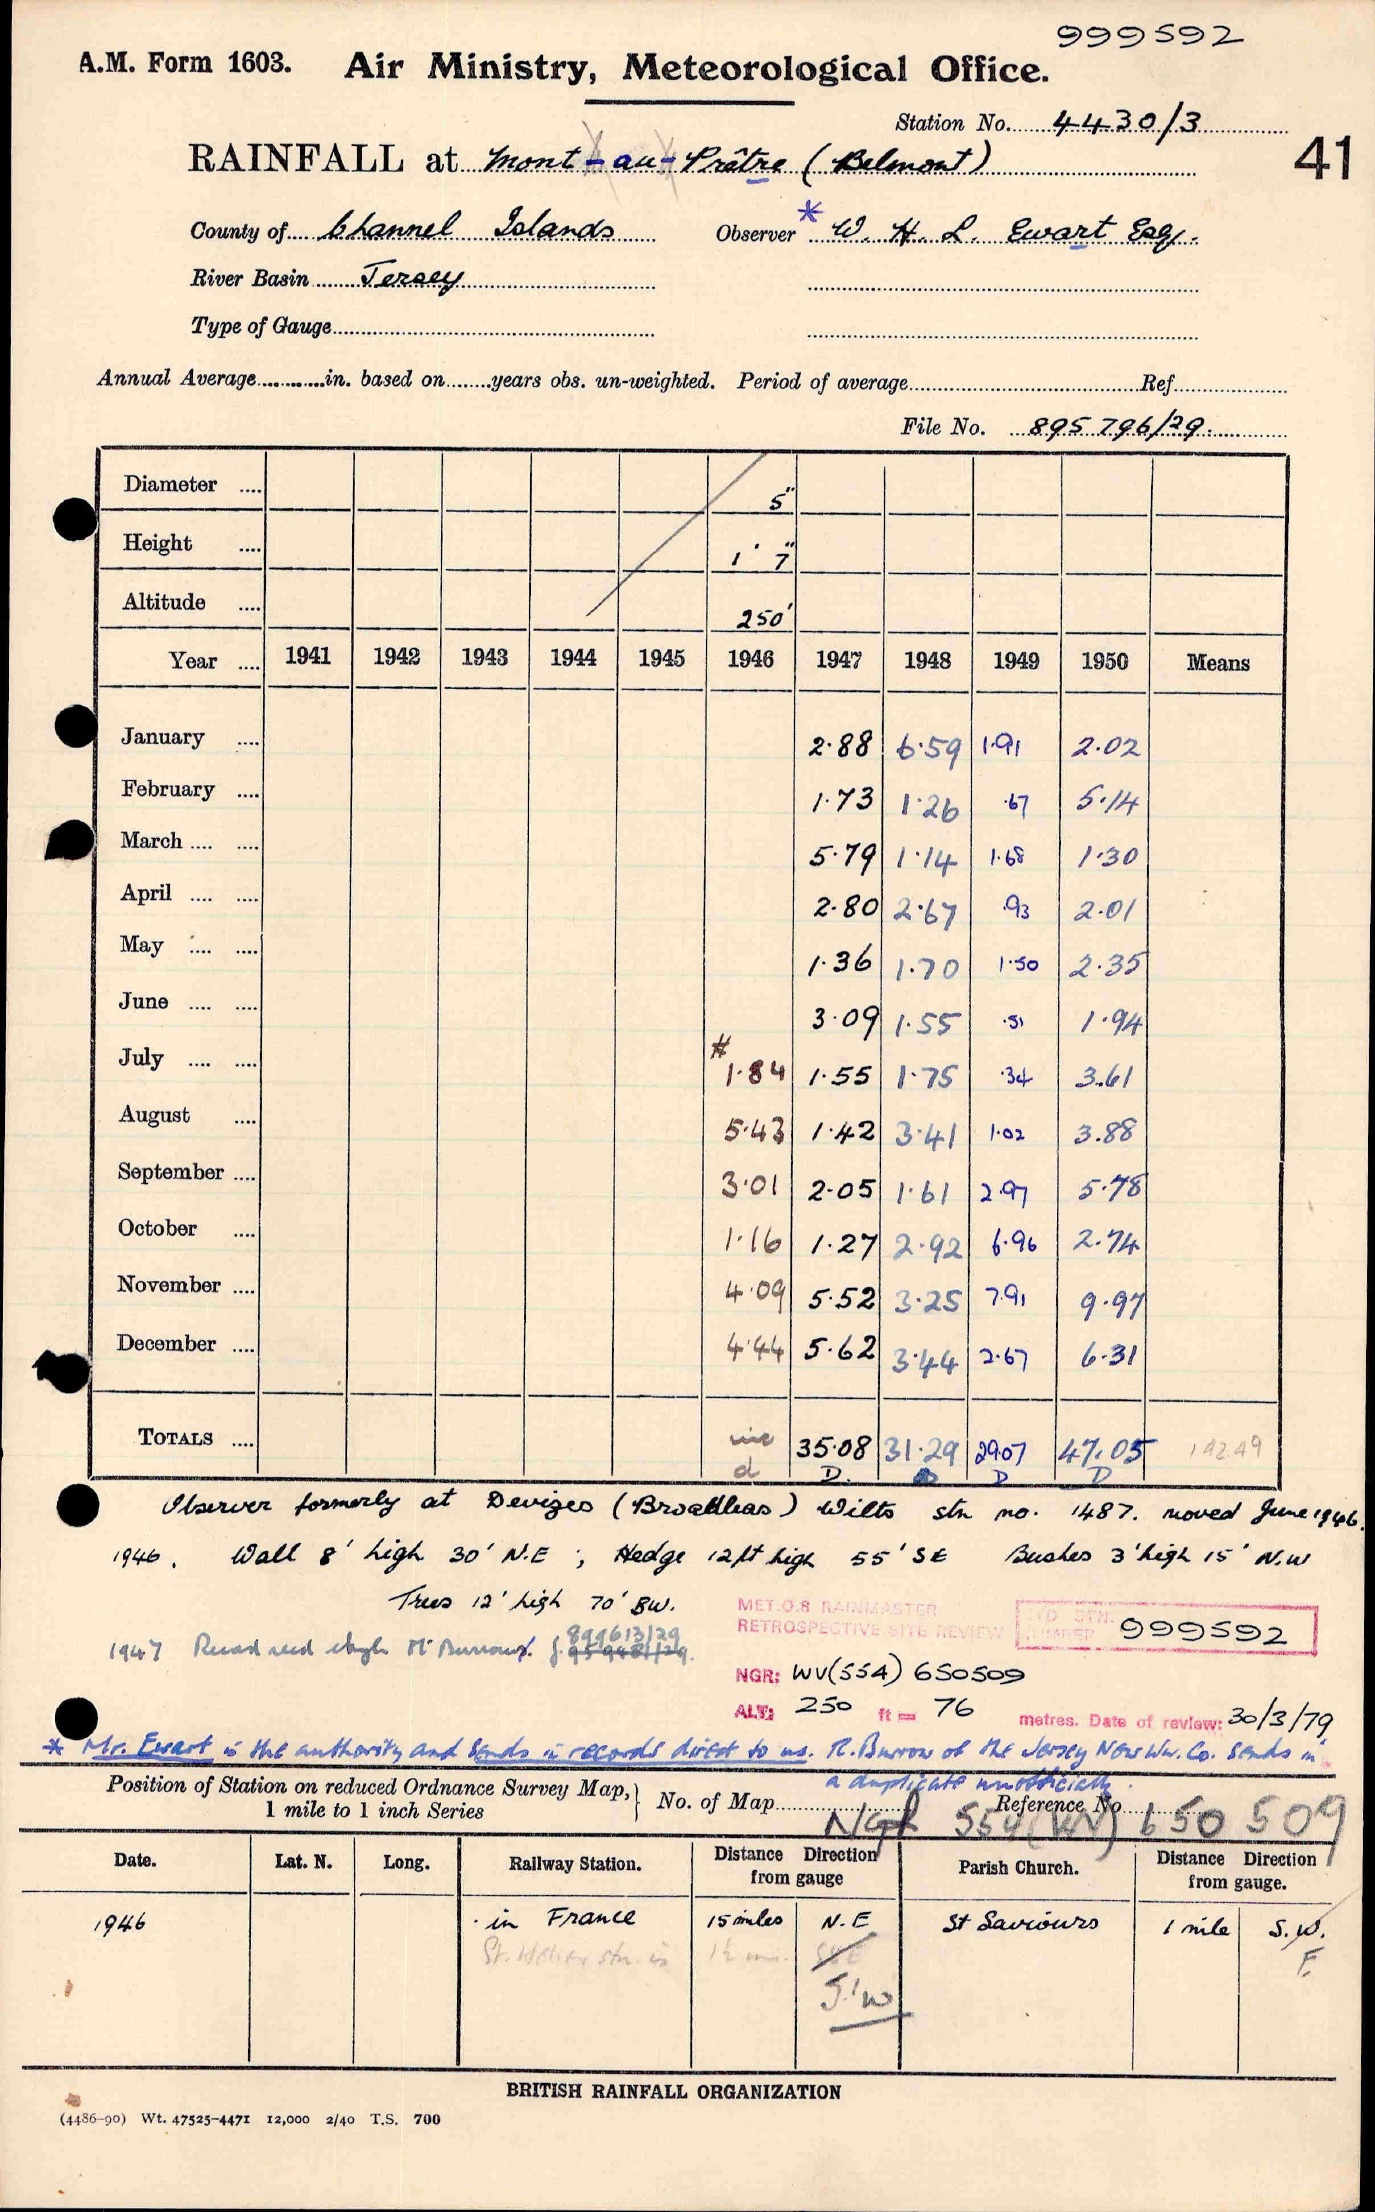 999592
A.M. Form 1603. Air Ministry, Meteorological Office.
Station No. 4430/3
RAINFALL at Mont-au-Prêtre (Belmont) 41
County of Channel Islands Observer * W. H. L. Ewart Esq.
River Basin Jersey
Type of Gauge
Annual Average in. based on years obs. un-weighted. Period of average Ref
File No. 895796/29.
Diameter 5"
Height 1' 7"
Altitude 250'
Year 1941 1942 1943 1944 1945 1946 1947 1948 1949 1950 Means
January 2.88 6.59 1.91 2.02
February 1.73 1.26 .67 5.14
March 5.79 1.14 1.68 1.30
April 2.80 2.67 .93 2.01
May 1.36 1.70 1.50 2.35
June 3.09 1.55 .51 1.94
July # 1.84 1.55 1.75 .34 3.61
August 5.43 1.42 3.41 1.02 3.88
September 3.01 2.05 1.61 2.97 5.78
October 1.16 1.27 2.92 6.96 2.74
November 4.09 5.52 3.25 7.91 9.97
December 4.44 5.62 3.44 2.67 6.31
TOTALS 35.08 31.29 29.07 47.05 142.49
d D. D D D
Observer formerly at Devizes (Broadleas) Wilts stn no. 1487. moved June 1946.
1946. Wall 8' high 30' N.E ; Hedge 12ft high 55' SE Bushes 3' high 15' N.W
Trees 12' high 70' SW.
1947 Mr Burrow 899613/29
MET.O.8 RAINMASTER
RETROSPECTIVE SITE REVIEW
STN. NUMBER 999592
NGR: WV(554) 650509
ALT: 250 ft = 76 metres. Date of review: 30/3/79
* Mr. Ewart is the authority and sends in records direct to us. R. Burrow of the Jersey New Ww. Co. sends in
a duplicate unofficially.
Position of Station on reduced Ordnance Survey Map, 1 mile to 1 inch Series No. of Map Reference No
NGR 554(WV) 650 509
Date. Lat. N. Long. Railway Station. Distance Direction from gauge Parish Church. Distance Direction from gauge.
1946 in France 15 miles N.E St Saviours 1 mile S.W.
St. Helier stn. is 1½ mi. S'W F.
BRITISH RAINFALL ORGANIZATION
(4486-90) Wt. 47525-4471 12,000 2/40 T.S. 700